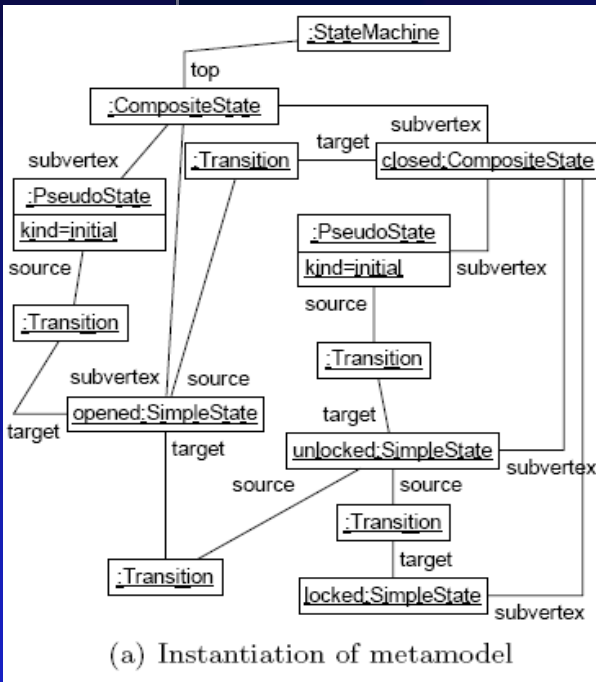 :StateMachine
top
:CompositeState
subvertex
target
subvertex
:Transition
closed:CompositeState
:PseudoState
kind=initial
:PseudoState
kind=initial
subvertex
source
source
:Transition
:Transition
subvertex
source
target
opened:SimpleState
target
target
unlocked:SimpleState
subvertex
source
source
:Transition
target
:Transition
locked:SimpleState
subvertex
(a) Instantiation of metamodel